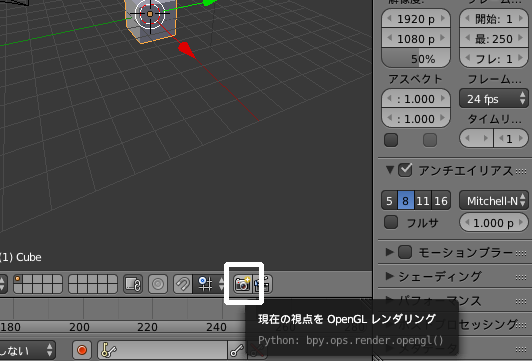 解像度:
フレーム...
1920 p
開始: 1
1080 p
最: 250
50%
フレ: 1
アスペクト
フレーム...
: 1.000
24 fps
: 1.000
タイムリ...
1
アンチエイリアス
5 8 11 16
Mitchell-N
フルサ
1.000 p
モーションブラー
シェーディング
パフォーマンス
ポストプロセッシング
(1) Cube
現在の視点を OpenGL レンダリング
Python: bpy.ops.render.opengl()
180 200 220 240
しない